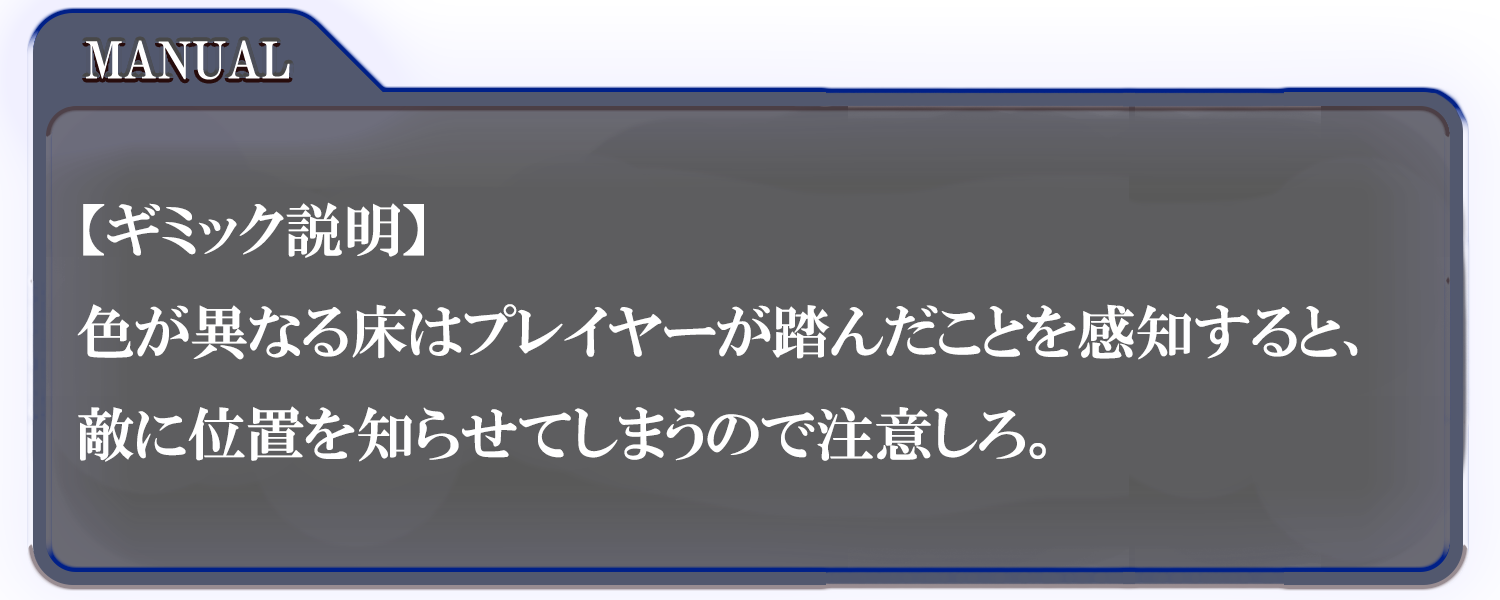 MANUAL
【ギミック説明】
色が異なる床はプレイヤーが踏んだことを感知すると、
敵に位置を知らせてしまうので注意しろ。